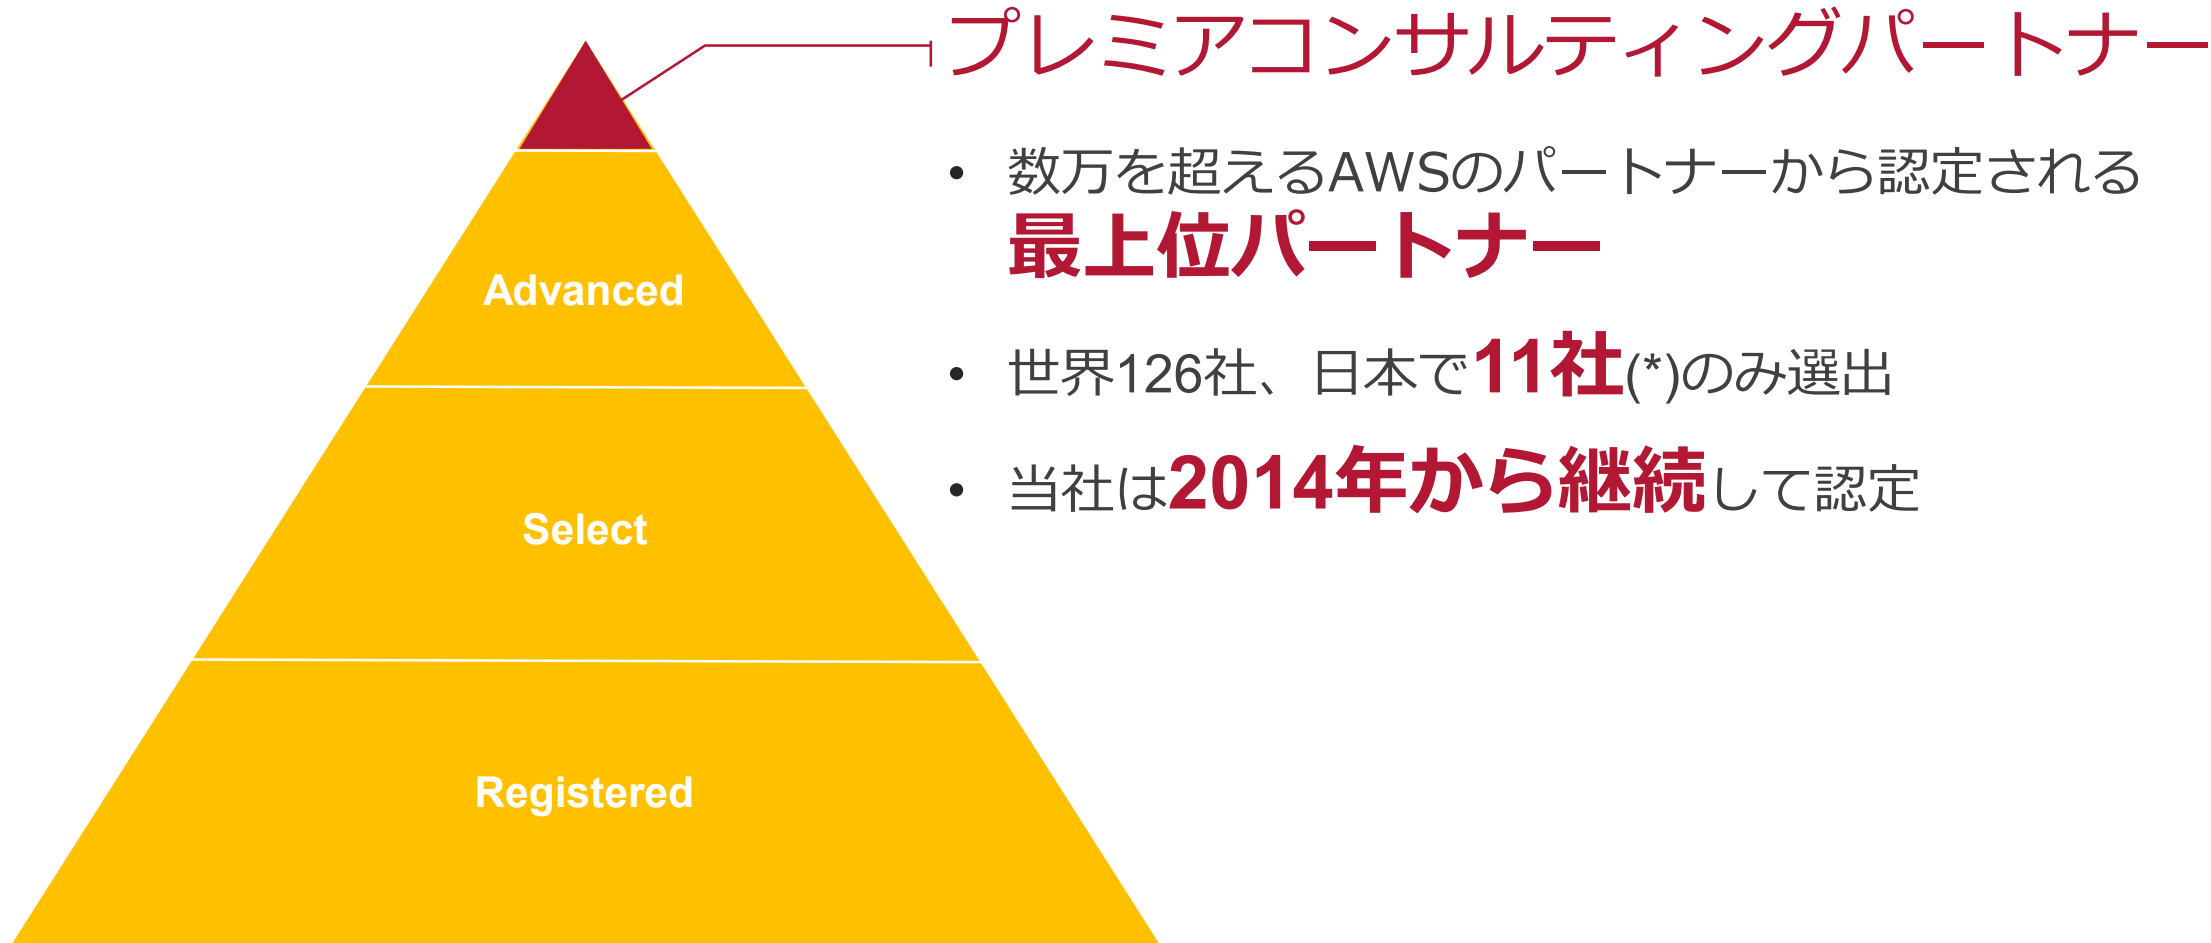 プレミアコンサルティングパートナー
• 数万を超えるAWSのパートナーから認定される
最上位パートナー
• 世界126社、日本で11社(*)のみ選出
• 当社は2014年から継続して認定
Advanced
Select
Registered